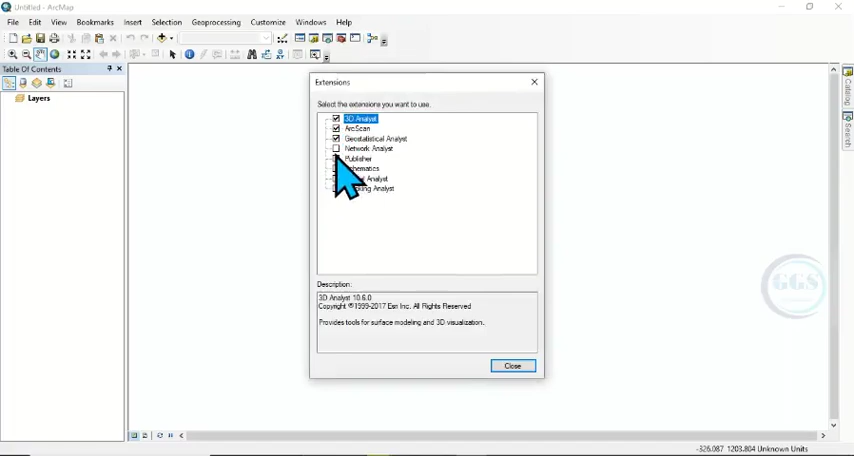 Untitled - ArcMap
File Edit View Bookmarks Insert Selection Geoprocessing Customize Windows Help
Table Of Contents
Layers
Extensions
Select the extensions you want to use.
3D Analyst
ArcScan
Geostatistical Analyst
Network Analyst
Publisher
Analyst
Analyst
Description:
3D Analyst 10.6.0
Copyright ©1999-2017 Esri Inc. All Rights Reserved
Provides tools for surface modeling and 3D visualization.
Close
Catalog
Search
GGS
-326.087 1203.804 Unknown Units